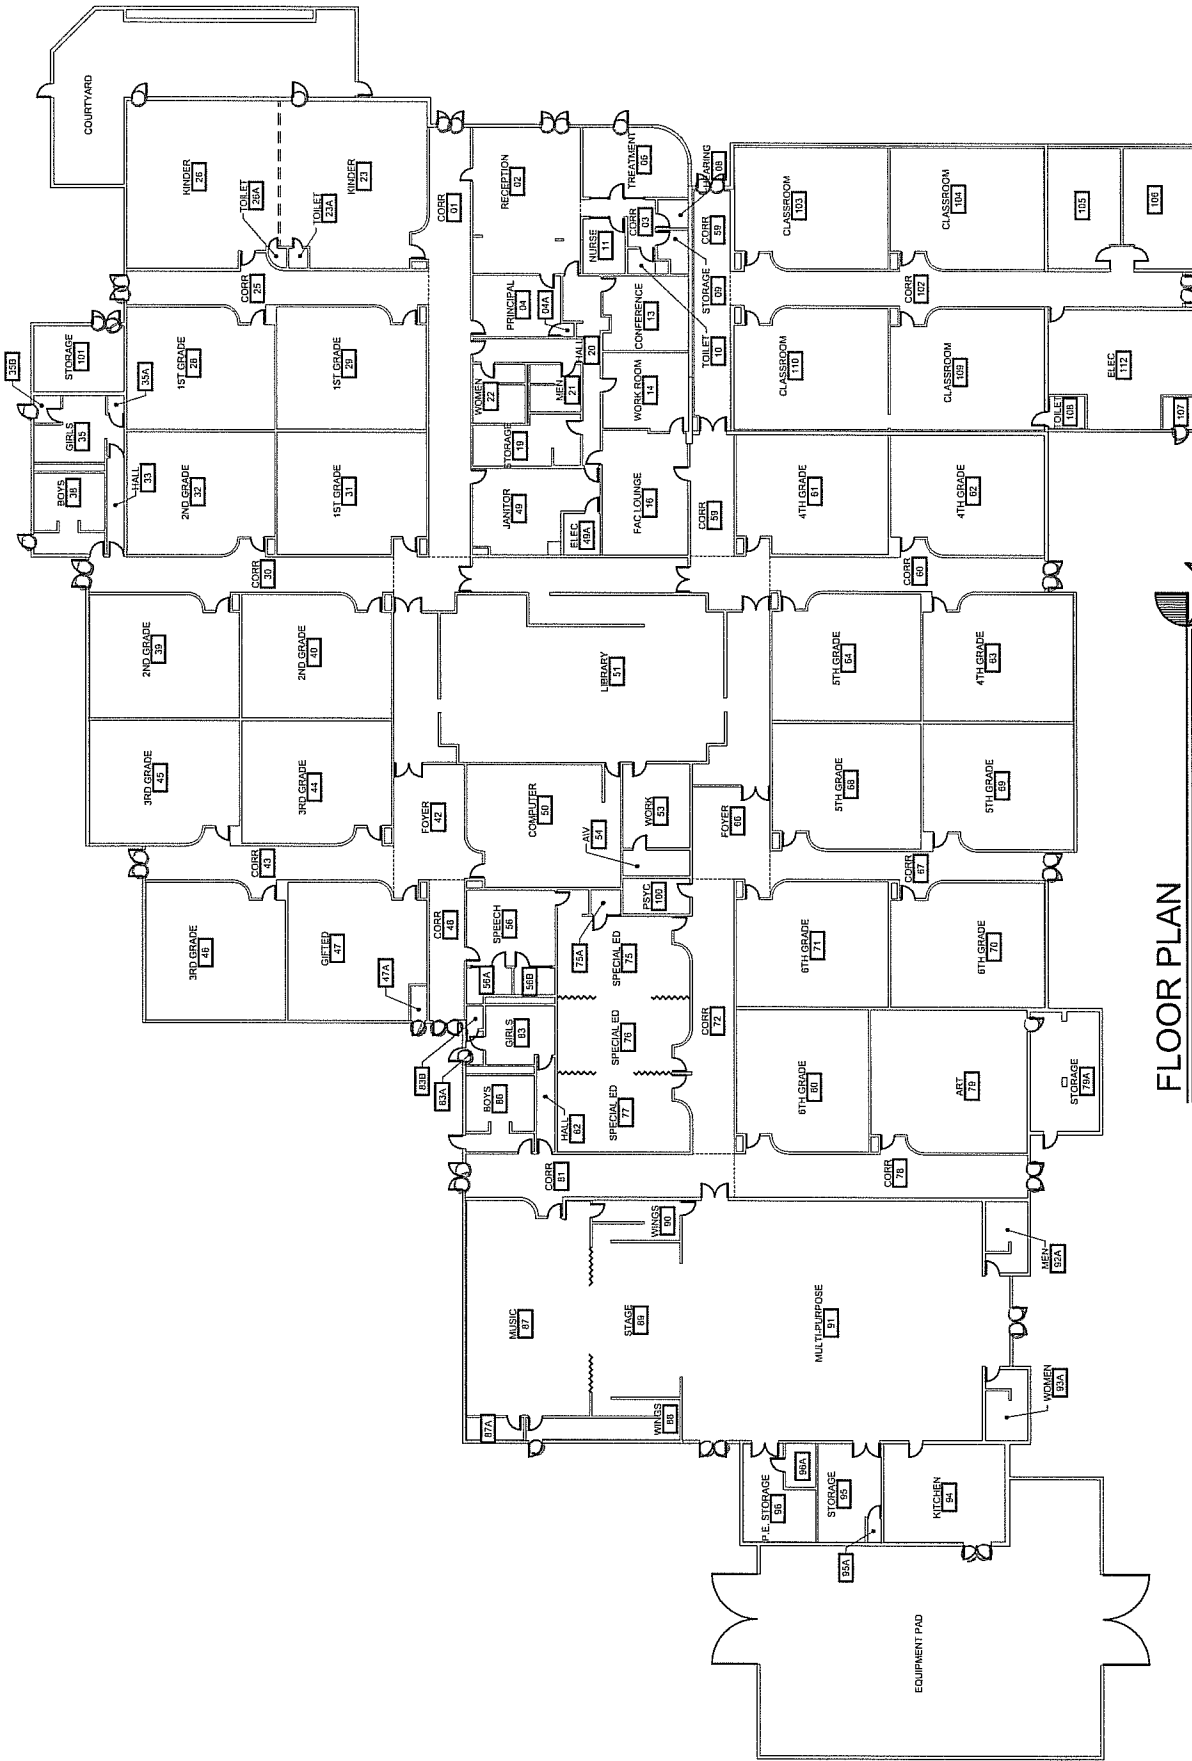 COURTYARD
KINDER
26
TOILET
26A
TOILET
23A
KINDER
23
CORR
01
RECEPTION
02
TREATMENT
06
HEARING
08
NURSE
11
CORR
03
CORR
59
CLASSROOM
103
CLASSROOM
104
105
106
35B
STORAGE
101
35A
CORR
25
1ST GRADE
28
1ST GRADE
29
PRINCIPAL
04
04A
CONFERENCE
13
STORAGE
09
TOILET
10
CORR
102
CLASSROOM
110
CLASSROOM
109
ELEC
112
TOILET
108
107
GIRLS
35
BOYS
38
HALL
33
2ND GRADE
32
1ST GRADE
31
WOMEN
22
MEN
21
HALL
20
WORK ROOM
14
STORAGE
19
JANITOR
49
ELEC
49A
FAC LOUNGE
16
CORR
59
4TH GRADE
61
4TH GRADE
62
CORR
30
CORR
60
2ND GRADE
39
2ND GRADE
40
LIBRARY
51
5TH GRADE
64
4TH GRADE
63
3RD GRADE
45
3RD GRADE
44
FOYER
42
COMPUTER
50
A/V
54
WORK
53
FOYER
66
5TH GRADE
68
5TH GRADE
69
CORR
43
CORR
67
3RD GRADE
46
GIFTED
47
47A
CORR
48
SPEECH
56
56A
56B
75A
PSYC
100
SPECIAL ED
75
6TH GRADE
71
6TH GRADE
70
83B
83A
GIRLS
83
SPECIAL ED
76
CORR
72
BOYS
86
HALL
82
SPECIAL ED
77
6TH GRADE
80
ART
79
STORAGE
79A
CORR
81
CORR
78
MUSIC
87
87A
STAGE
89
WINGS
90
WINGS
88
MULTI-PURPOSE
91
MEN
92A
WOMEN
93A
P.E. STORAGE
96
96A
STORAGE
95
95A
KITCHEN
94
EQUIPMENT PAD
FLOOR PLAN